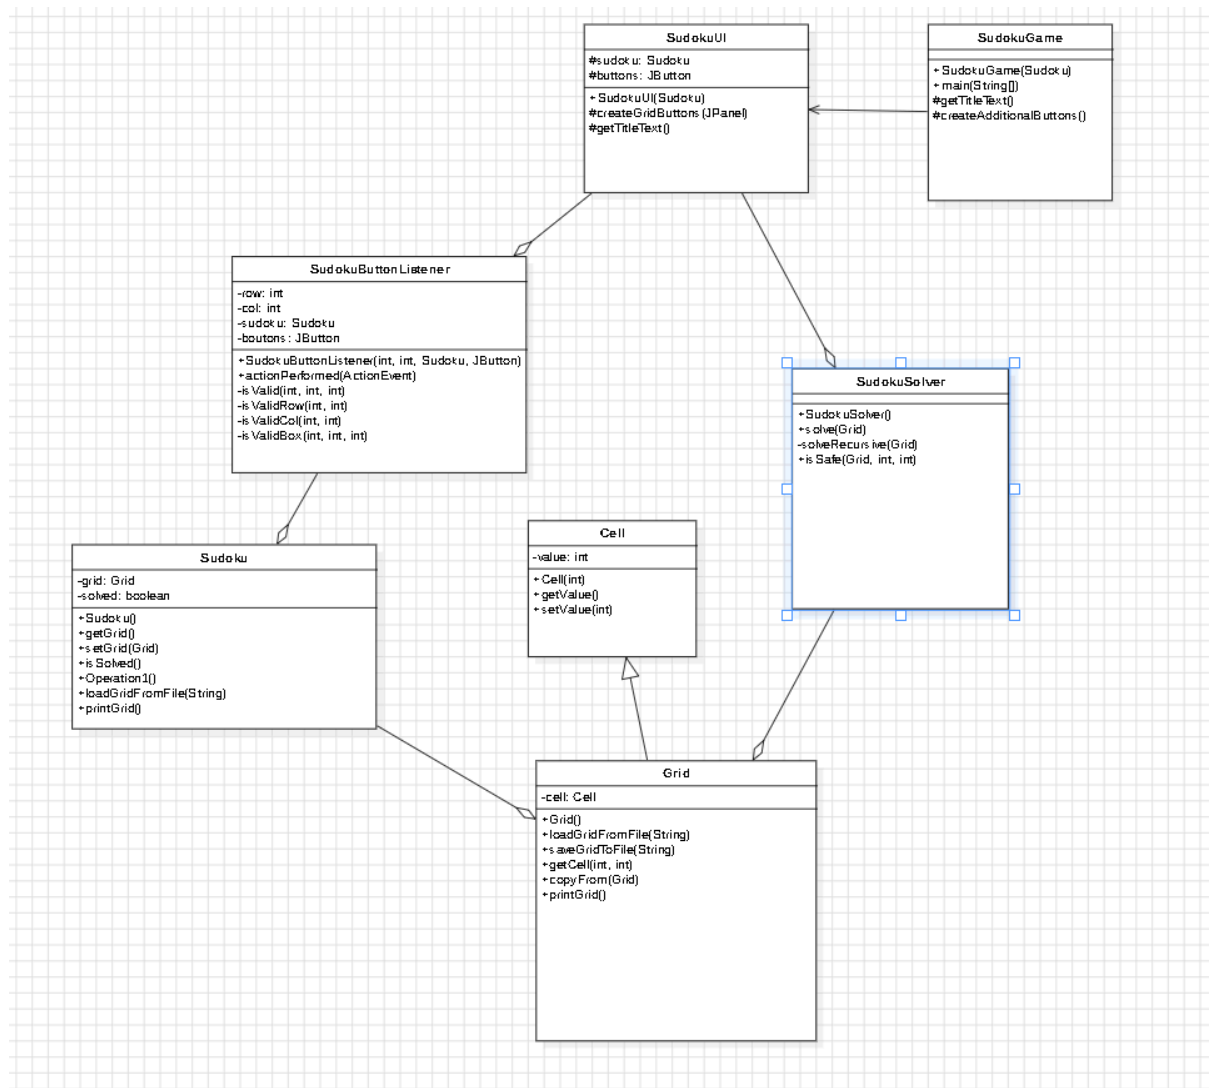 SudokuUI
#sudoku: Sudoku
#buttons: JButton
+SudokuUI(Sudoku)
#createGridButtons(JPanel)
#getTitleText()
SudokuGame
+SudokuGame(Sudoku)
+main(String[])
#getTitleText()
#createAdditionalButtons()
SudokuButtonListener
-row: int
-col: int
-sudoku: Sudoku
-boutons: JButton
+SudokuButtonListener(int, int, Sudoku, JButton)
+actionPerformed(ActionEvent)
-isValid(int, int, int)
-isValidRow(int, int)
-isValidCol(int, int)
-isValidBox(int, int, int)
SudokuSolver
+SudokuSolver()
+solve(Grid)
-solveRecursive(Grid)
+isSafe(Grid, int, int)
Cell
-value: int
+Cell(int)
+getValue()
+setValue(int)
Sudoku
-grid: Grid
-solved: boolean
+Sudoku()
+getGrid()
+setGrid(Grid)
+isSolved()
+Operation1()
+loadGridFromFile(String)
+printGrid()
Grid
-cell: Cell
+Grid()
+loadGridFromFile(String)
+saveGridToFile(String)
+getCell(int, int)
+copyFrom(Grid)
+printGrid()